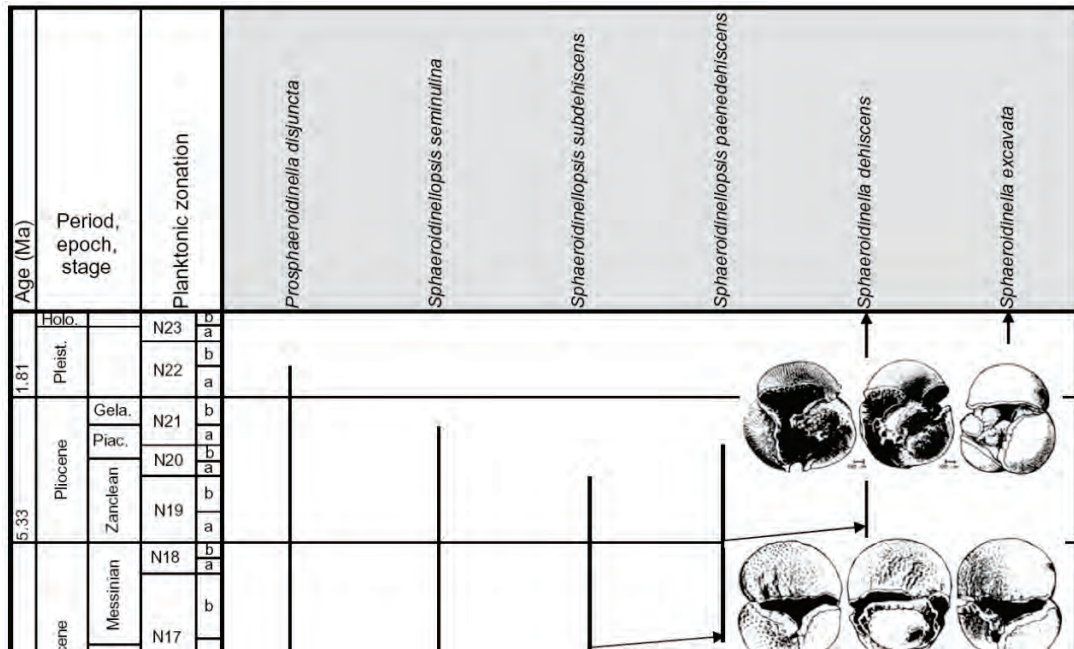 Age (Ma)
Period,
epoch,
stage
Planktonic zonation
Prosphaeroidinella disjuncta
Sphaeroidinellopsis seminulina
Sphaeroidinellopsis subdehiscens
Sphaeroidinellopsis paenedehiscens
Sphaeroidinella dehiscens
Sphaeroidinella excavata
Holo.
N23
b
a
1.81
Pleist.
N22
b
a
Pliocene
Gela.
N21
b
Piac.
a
N20
b
a
5.33
Zanclean
N19
b
a
Messinian
N18
b
a
N17
b
cene